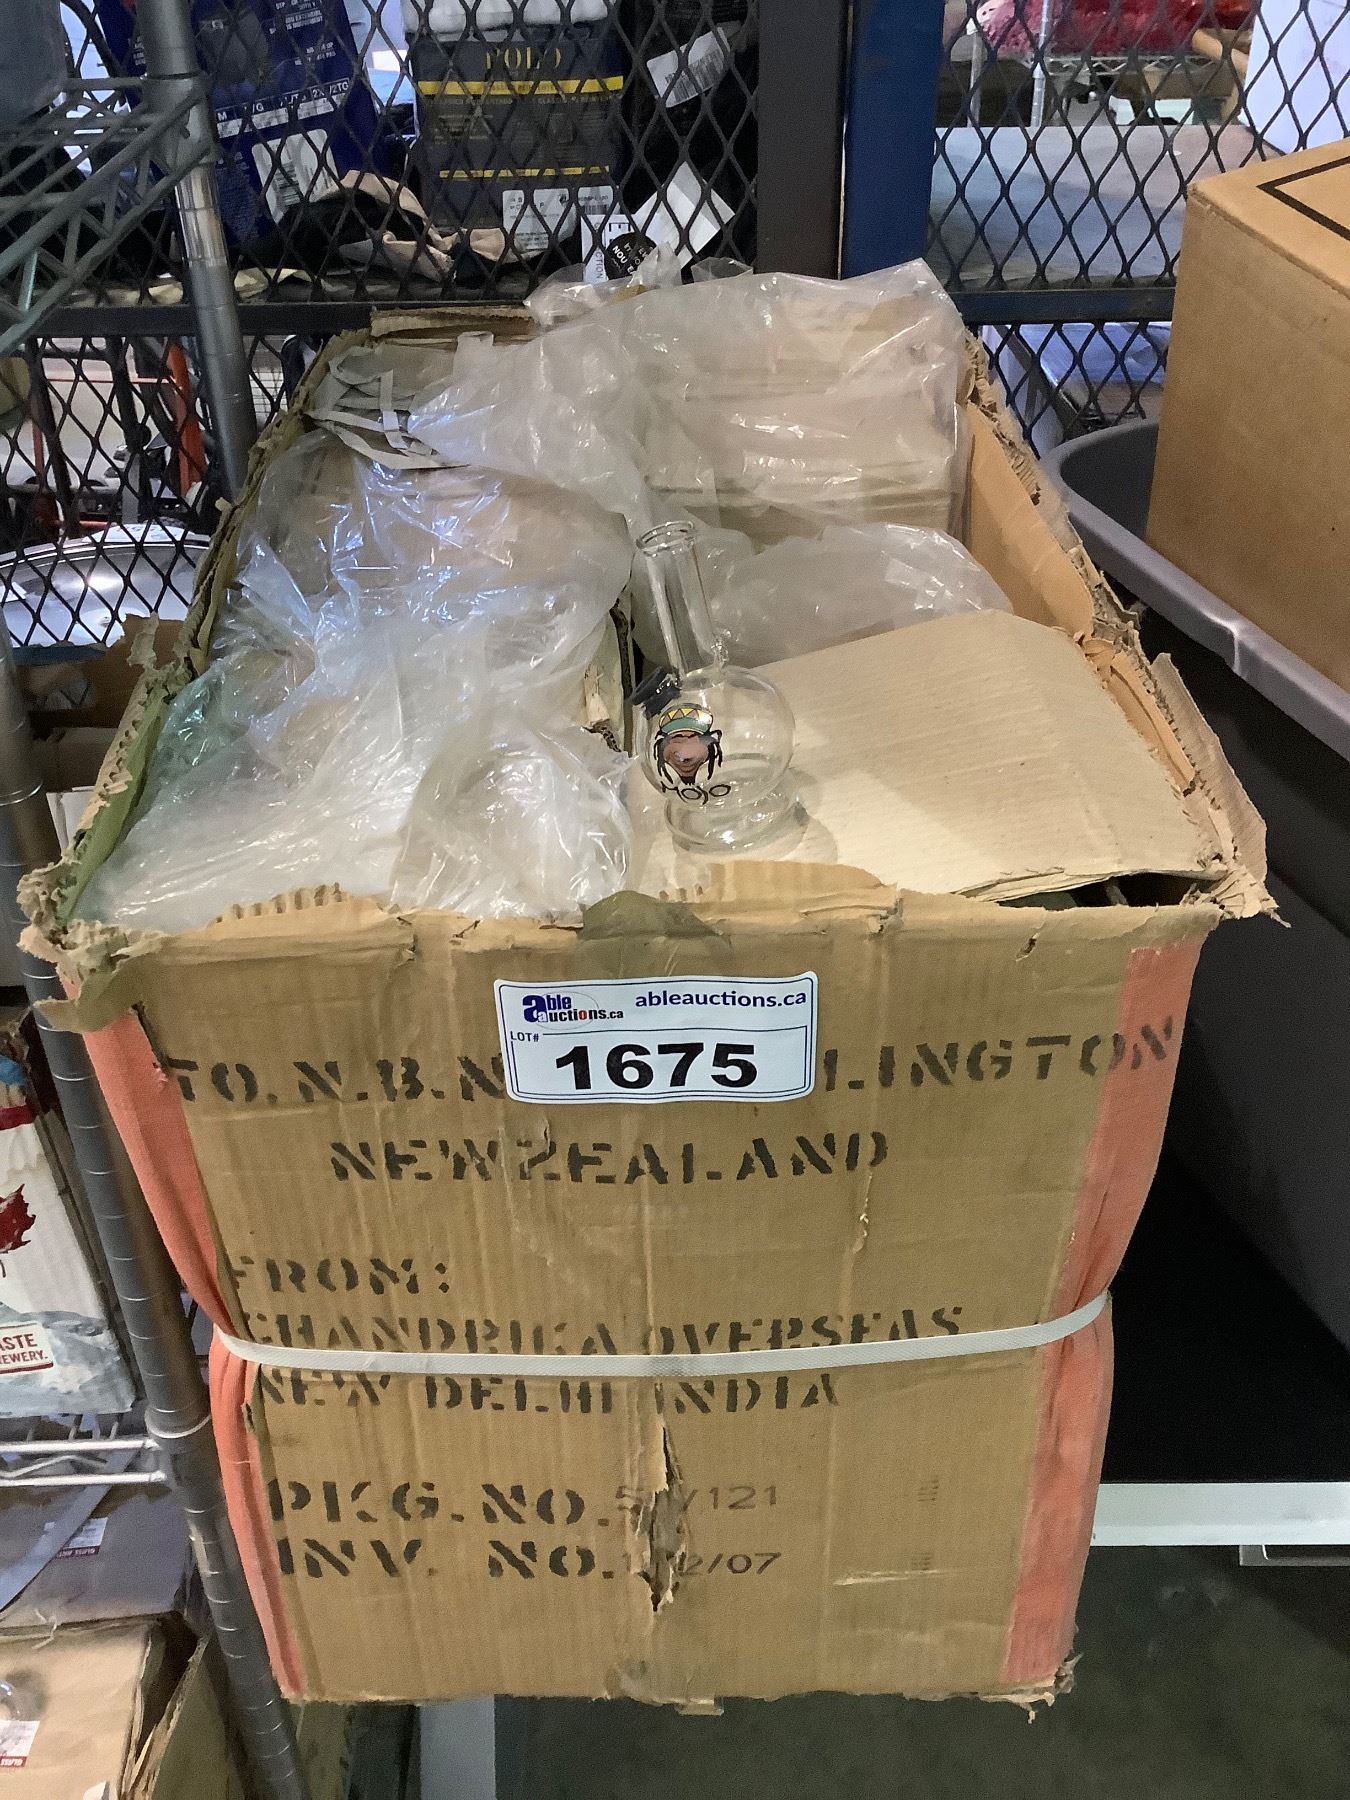 POLO
MOJO
able auctions.ca
ableauctions.ca
LOT#
1675
TO. N.B.N LINGTON
NEWZEALAND
FROM:
CHANDRIKA OVERSEAS
NEW DELHI INDIA
PKG. NO. /121
INV. NO. 2/07